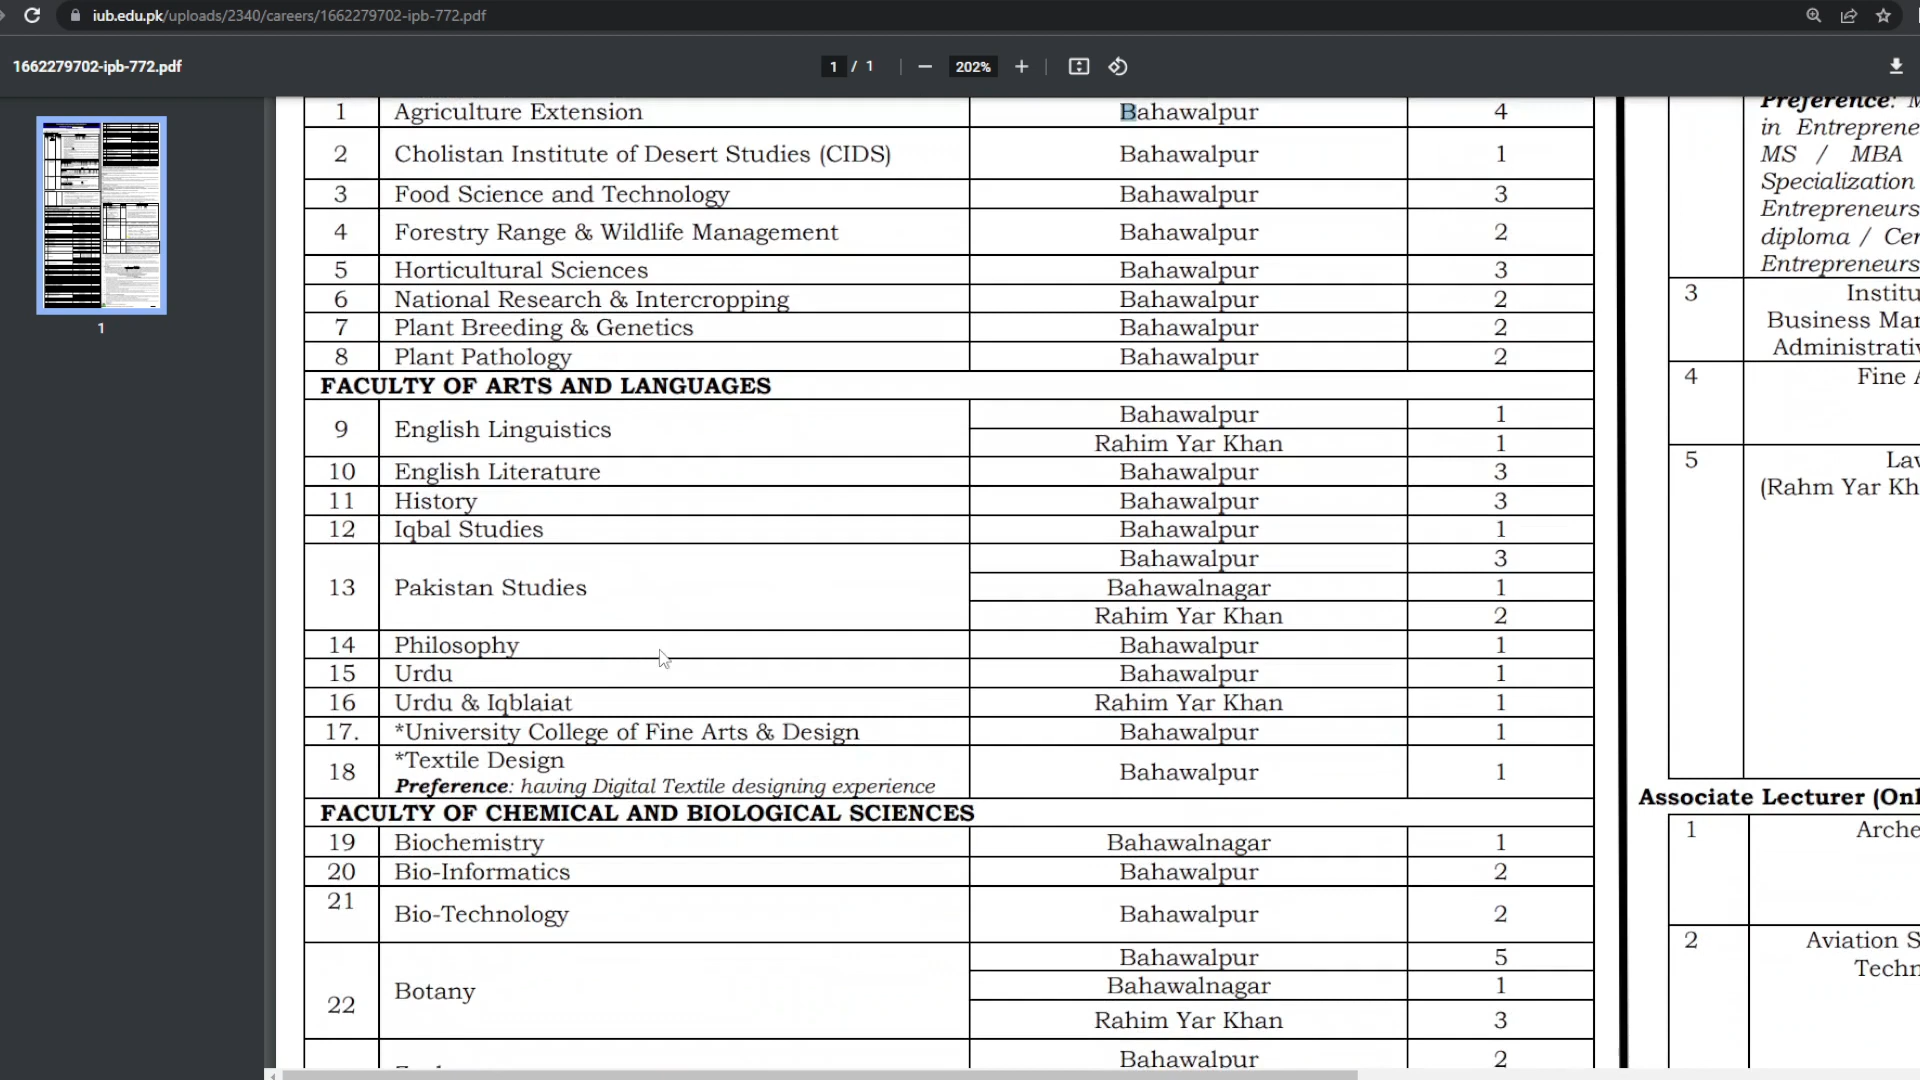 iub.edu.pk/uploads/2340/careers/1662279702-ipb-772.pdf
1662279702-ipb-772.pdf
1 / 1
202%
1
1 Agriculture Extension Bahawalpur 4
2 Cholistan Institute of Desert Studies (CIDS) Bahawalpur 1
3 Food Science and Technology Bahawalpur 3
4 Forestry Range & Wildlife Management Bahawalpur 2
5 Horticultural Sciences Bahawalpur 3
6 National Research & Intercropping Bahawalpur 2
7 Plant Breeding & Genetics Bahawalpur 2
8 Plant Pathology Bahawalpur 2
FACULTY OF ARTS AND LANGUAGES
9 English Linguistics Bahawalpur 1
Rahim Yar Khan 1
10 English Literature Bahawalpur 3
11 History Bahawalpur 3
12 Iqbal Studies Bahawalpur 1
13 Pakistan Studies Bahawalpur 3
Bahawalnagar 1
Rahim Yar Khan 2
14 Philosophy Bahawalpur 1
15 Urdu Bahawalpur 1
16 Urdu & Iqblaiat Rahim Yar Khan 1
17. *University College of Fine Arts & Design Bahawalpur 1
18 *Textile Design Bahawalpur 1
Preference: having Digital Textile designing experience
FACULTY OF CHEMICAL AND BIOLOGICAL SCIENCES
19 Biochemistry Bahawalnagar 1
20 Bio-Informatics Bahawalpur 2
21 Bio-Technology Bahawalpur 2
22 Botany Bahawalpur 5
Bahawalnagar 1
Rahim Yar Khan 3
Bahawalpur 2
Preference: M
in Entreprene
MS / MBA
Specialization
Entrepreneurs
diploma / Cer
Entrepreneurs
3 Institu
Business Man
Administrativ
4 Fine A
5 Law
(Rahm Yar Kh
Associate Lecturer (Onl
1 Arche
2 Aviation S
Techn